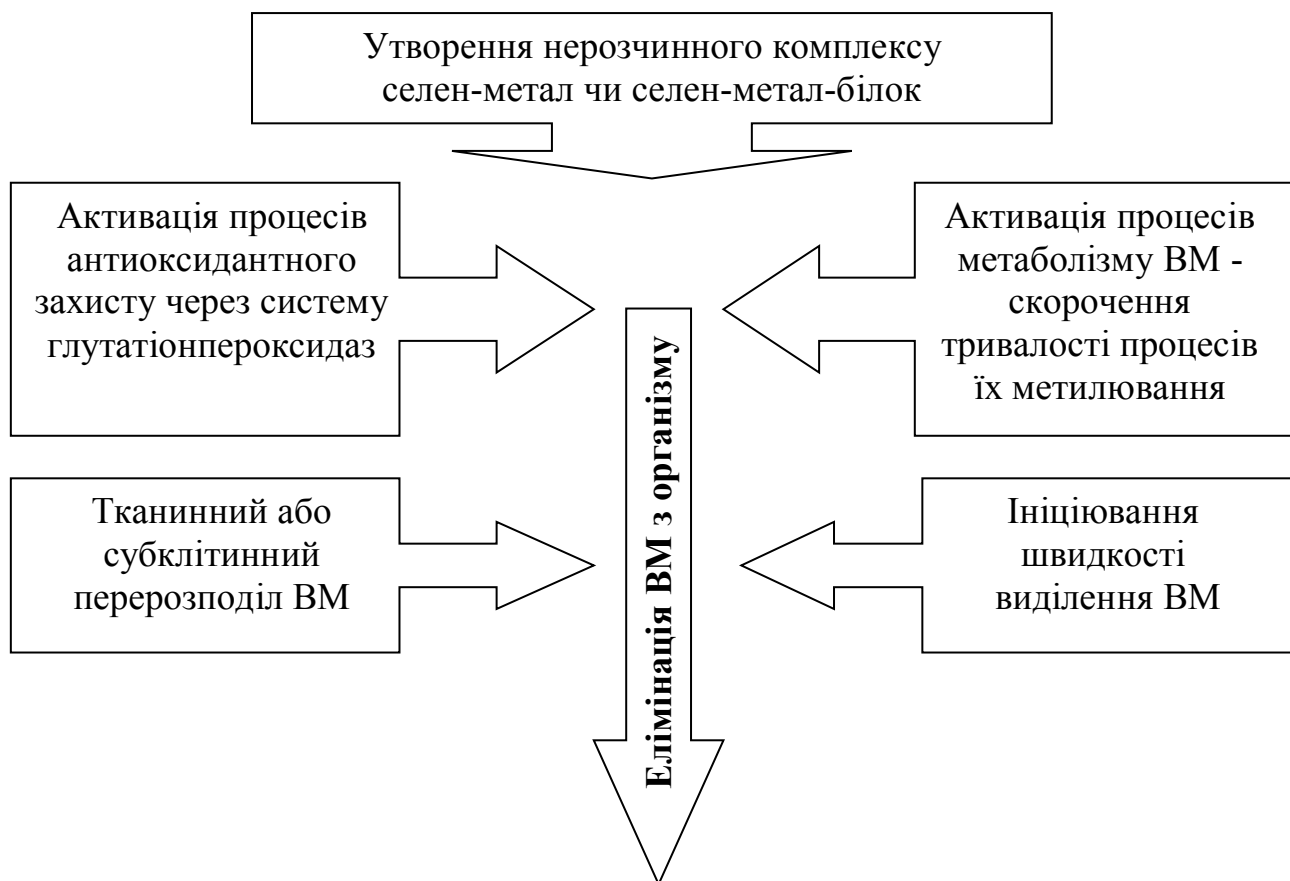 Утворення нерозчинного комплексу
селен-метал чи селен-метал-білок
Активація процесів
антиоксидантного
захисту через систему
глутатіонпероксидаз
Активація процесів
метаболізму ВМ -
скорочення
тривалості процесів
їх метилювання
Тканинний або
субклітинний
перерозподіл ВМ
Ініціювання
швидкості
виділення ВМ
Елімінація ВМ з організму